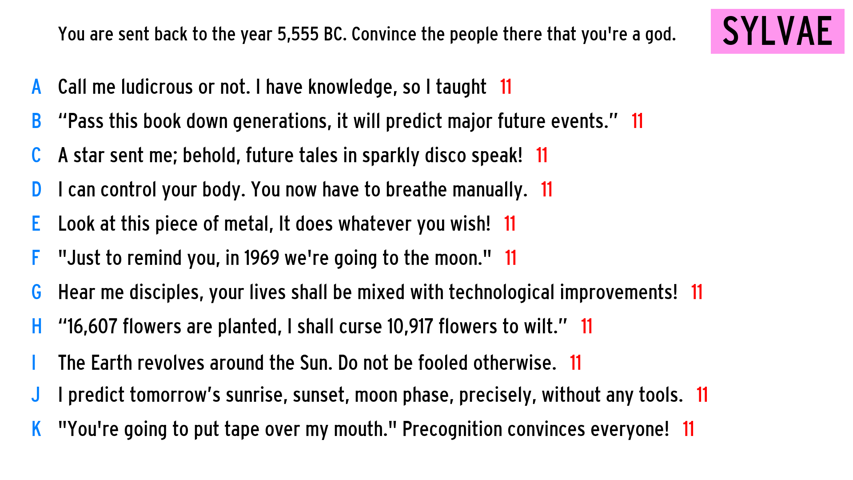 You are sent back to the year 5,555 BC. Convince the people there that you're a god.
SYLVAE
A Call me ludicrous or not. I have knowledge, so I taught 11
B “Pass this book down generations, it will predict major future events.” 11
C A star sent me; behold, future tales in sparkly disco speak! 11
D I can control your body. You now have to breathe manually. 11
E Look at this piece of metal, It does whatever you wish! 11
F "Just to remind you, in 1969 we're going to the moon." 11
G Hear me disciples, your lives shall be mixed with technological improvements! 11
H “16,607 flowers are planted, I shall curse 10,917 flowers to wilt.” 11
I The Earth revolves around the Sun. Do not be fooled otherwise. 11
J I predict tomorrow’s sunrise, sunset, moon phase, precisely, without any tools. 11
K "You're going to put tape over my mouth." Precognition convinces everyone! 11